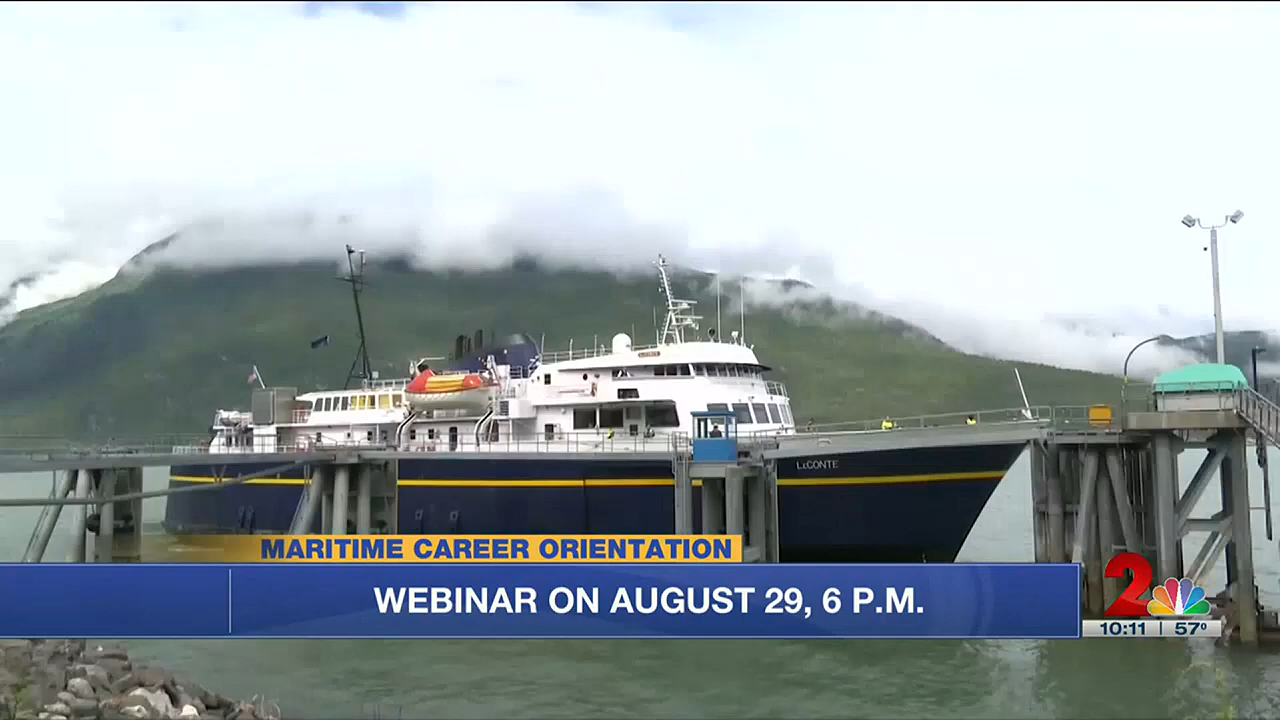 LeCONTE
MARITIME CAREER ORIENTATION
WEBINAR ON AUGUST 29, 6 P.M.
2
10:11 | 57°